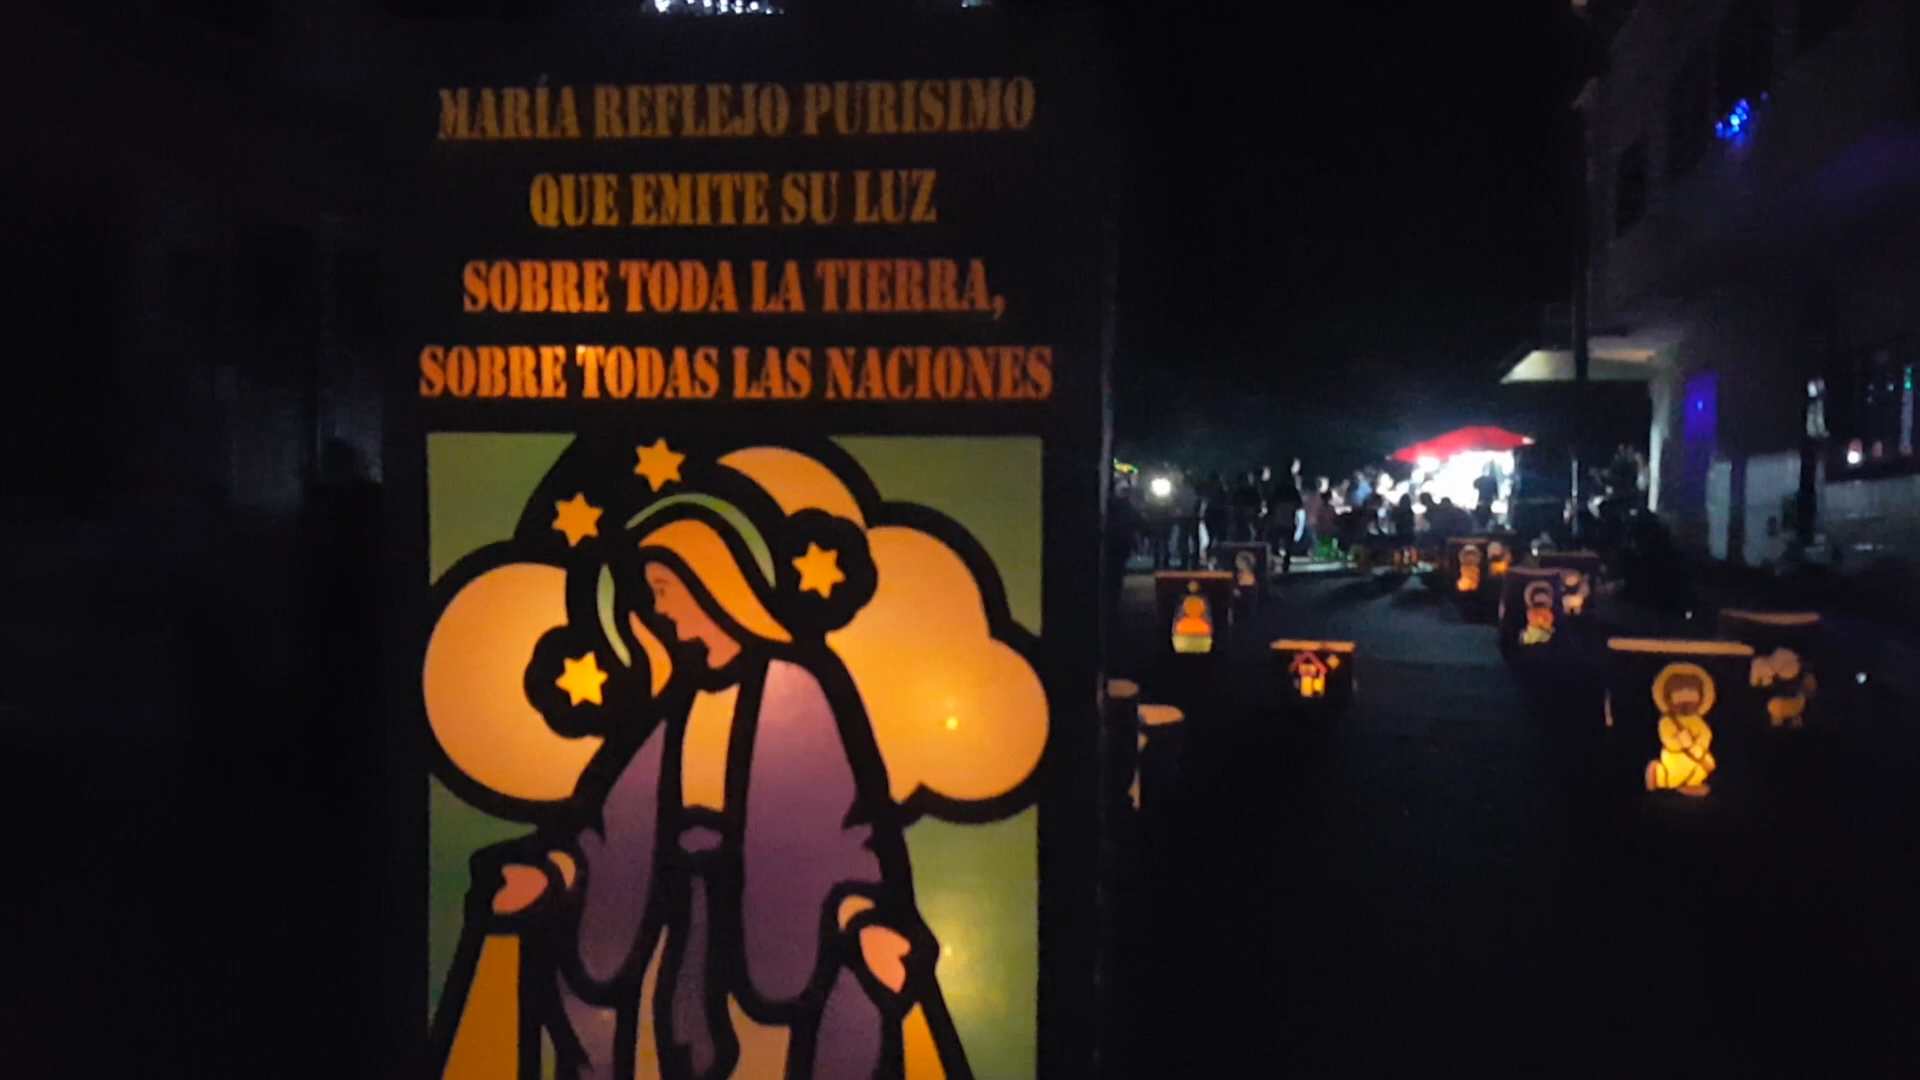 MARÍA REFLEJO PURISIMO
QUE EMITE SU LUZ
SOBRE TODA LA TIERRA,
SOBRE TODAS LAS NACIONES